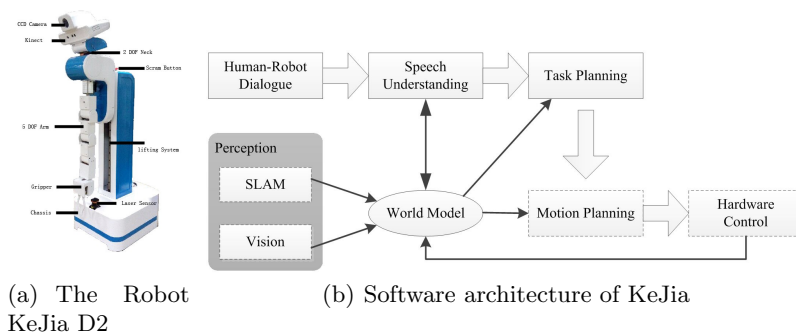 CCD Camera
Kinect
2 DOF Neck
Scram Button
5 DOF Arm
lifting System
Gripper
Laser Sensor
Chassis
(a) The Robot
KeJia D2
Human-Robot
Dialogue
Speech
Understanding
Task Planning
Perception
SLAM
Vision
World Model
Motion Planning
Hardware
Control
(b) Software architecture of KeJia